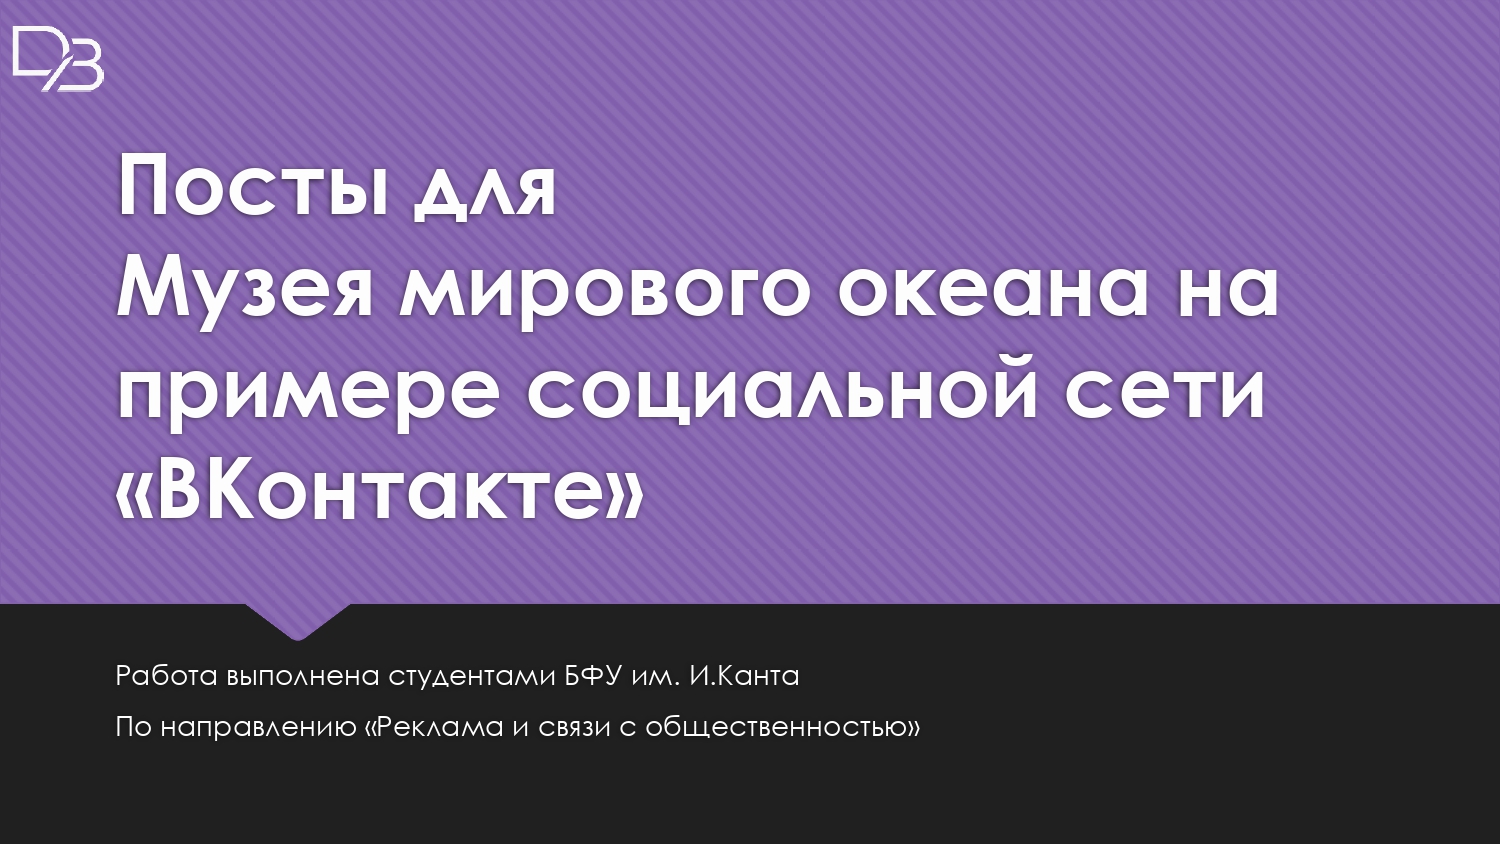 DB
Посты для
Музея мирового океана на
примере социальной сети
«ВКонтакте»
Работа выполнена студентами БФУ им. И.Канта
По направлению «Реклама и связи с общественностью»